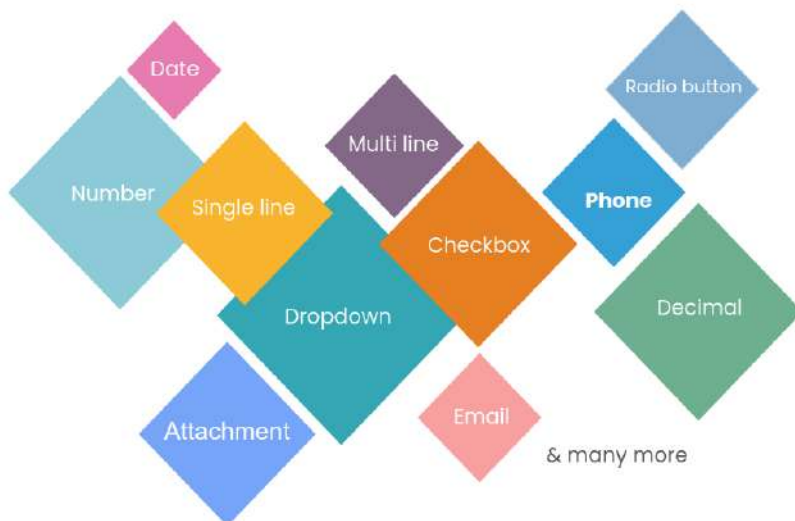 Date
Radio button
Multi line
Number
Single line
Phone
Checkbox
Dropdown
Decimal
Attachment
Email
& many more